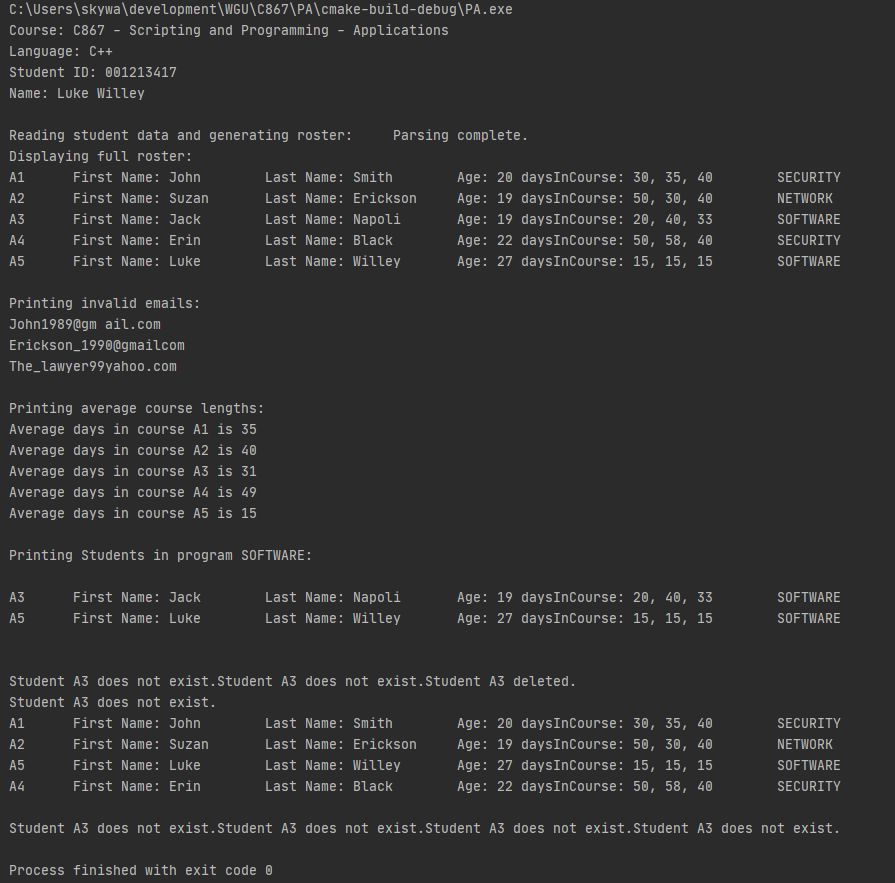 C:\Users\skywa\development\WGU\C867\PA\cmake-build-debug\PA.exe
Course: C867 - Scripting and Programming - Applications
Language: C++
Student ID: 001213417
Name: Luke Willey
Reading student data and generating roster:     Parsing complete.
Displaying full roster:
A1      First Name: John        Last Name: Smith        Age: 20 daysInCourse: 30, 35, 40        SECURITY
A2      First Name: Suzan       Last Name: Erickson     Age: 19 daysInCourse: 50, 30, 40        NETWORK
A3      First Name: Jack        Last Name: Napoli       Age: 19 daysInCourse: 20, 40, 33        SOFTWARE
A4      First Name: Erin        Last Name: Black        Age: 22 daysInCourse: 50, 58, 40        SECURITY
A5      First Name: Luke        Last Name: Willey       Age: 27 daysInCourse: 15, 15, 15        SOFTWARE
Printing invalid emails:
John1989@gm ail.com
Erickson_1990@gmailcom
The_lawyer99yahoo.com
Printing average course lengths:
Average days in course A1 is 35
Average days in course A2 is 40
Average days in course A3 is 31
Average days in course A4 is 49
Average days in course A5 is 15
Printing Students in program SOFTWARE:
A3      First Name: Jack        Last Name: Napoli       Age: 19 daysInCourse: 20, 40, 33        SOFTWARE
A5      First Name: Luke        Last Name: Willey       Age: 27 daysInCourse: 15, 15, 15        SOFTWARE
Student A3 does not exist.Student A3 does not exist.Student A3 deleted.
Student A3 does not exist.
A1      First Name: John        Last Name: Smith        Age: 20 daysInCourse: 30, 35, 40        SECURITY
A2      First Name: Suzan       Last Name: Erickson     Age: 19 daysInCourse: 50, 30, 40        NETWORK
A5      First Name: Luke        Last Name: Willey       Age: 27 daysInCourse: 15, 15, 15        SOFTWARE
A4      First Name: Erin        Last Name: Black        Age: 22 daysInCourse: 50, 58, 40        SECURITY
Student A3 does not exist.Student A3 does not exist.Student A3 does not exist.Student A3 does not exist.
Process finished with exit code 0